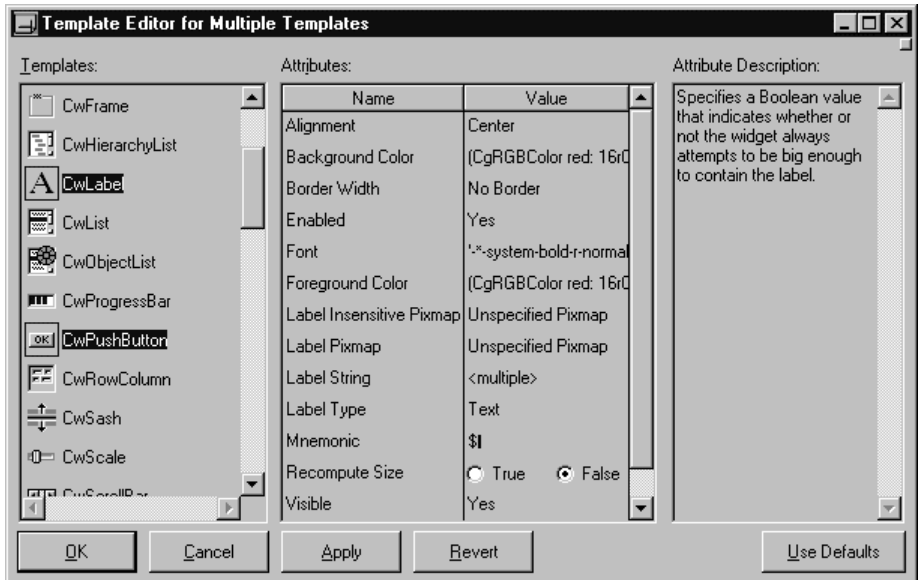 Template Editor for Multiple Templates
Templates:
CwFrame
CwHierarchyList
CwLabel
CwList
CwObjectList
CwProgressBar
OK CwPushButton
CwRowColumn
CwSash
CwScale
CwScrollBar
Attributes:
Name Value
Alignment Center
Background Color (CgRGBColor red: 16r0
Border Width No Border
Enabled Yes
Font '-*-system-bold-r-normal
Foreground Color (CgRGBColor red: 16r0
Label Insensitive Pixmap Unspecified Pixmap
Label Pixmap Unspecified Pixmap
Label String <multiple>
Label Type Text
Mnemonic $
Recompute Size True False
Visible Yes
Attribute Description:
Specifies a Boolean value
that indicates whether or
not the widget always
attempts to be big enough
to contain the label.
OK Cancel Apply Revert Use Defaults